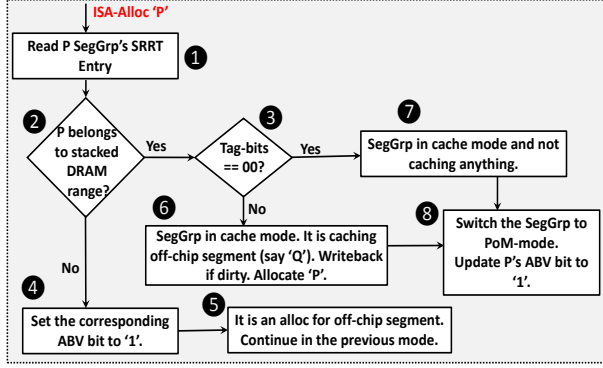 ISA-Alloc 'P'
Read P SegGrp's SRRT
Entry
1
2
P belongs
to stacked
DRAM
range?
Yes
3
Tag-bits
== 00?
Yes
7
SegGrp in cache mode and not
caching anything.
No
6
SegGrp in cache mode. It is caching
off-chip segment (say 'Q'). Writeback
if dirty. Allocate 'P'.
8
Switch the SegGrp to
PoM-mode.
Update P's ABV bit to
'1'.
No
4
Set the corresponding
ABV bit to '1'.
5
It is an alloc for off-chip segment.
Continue in the previous mode.